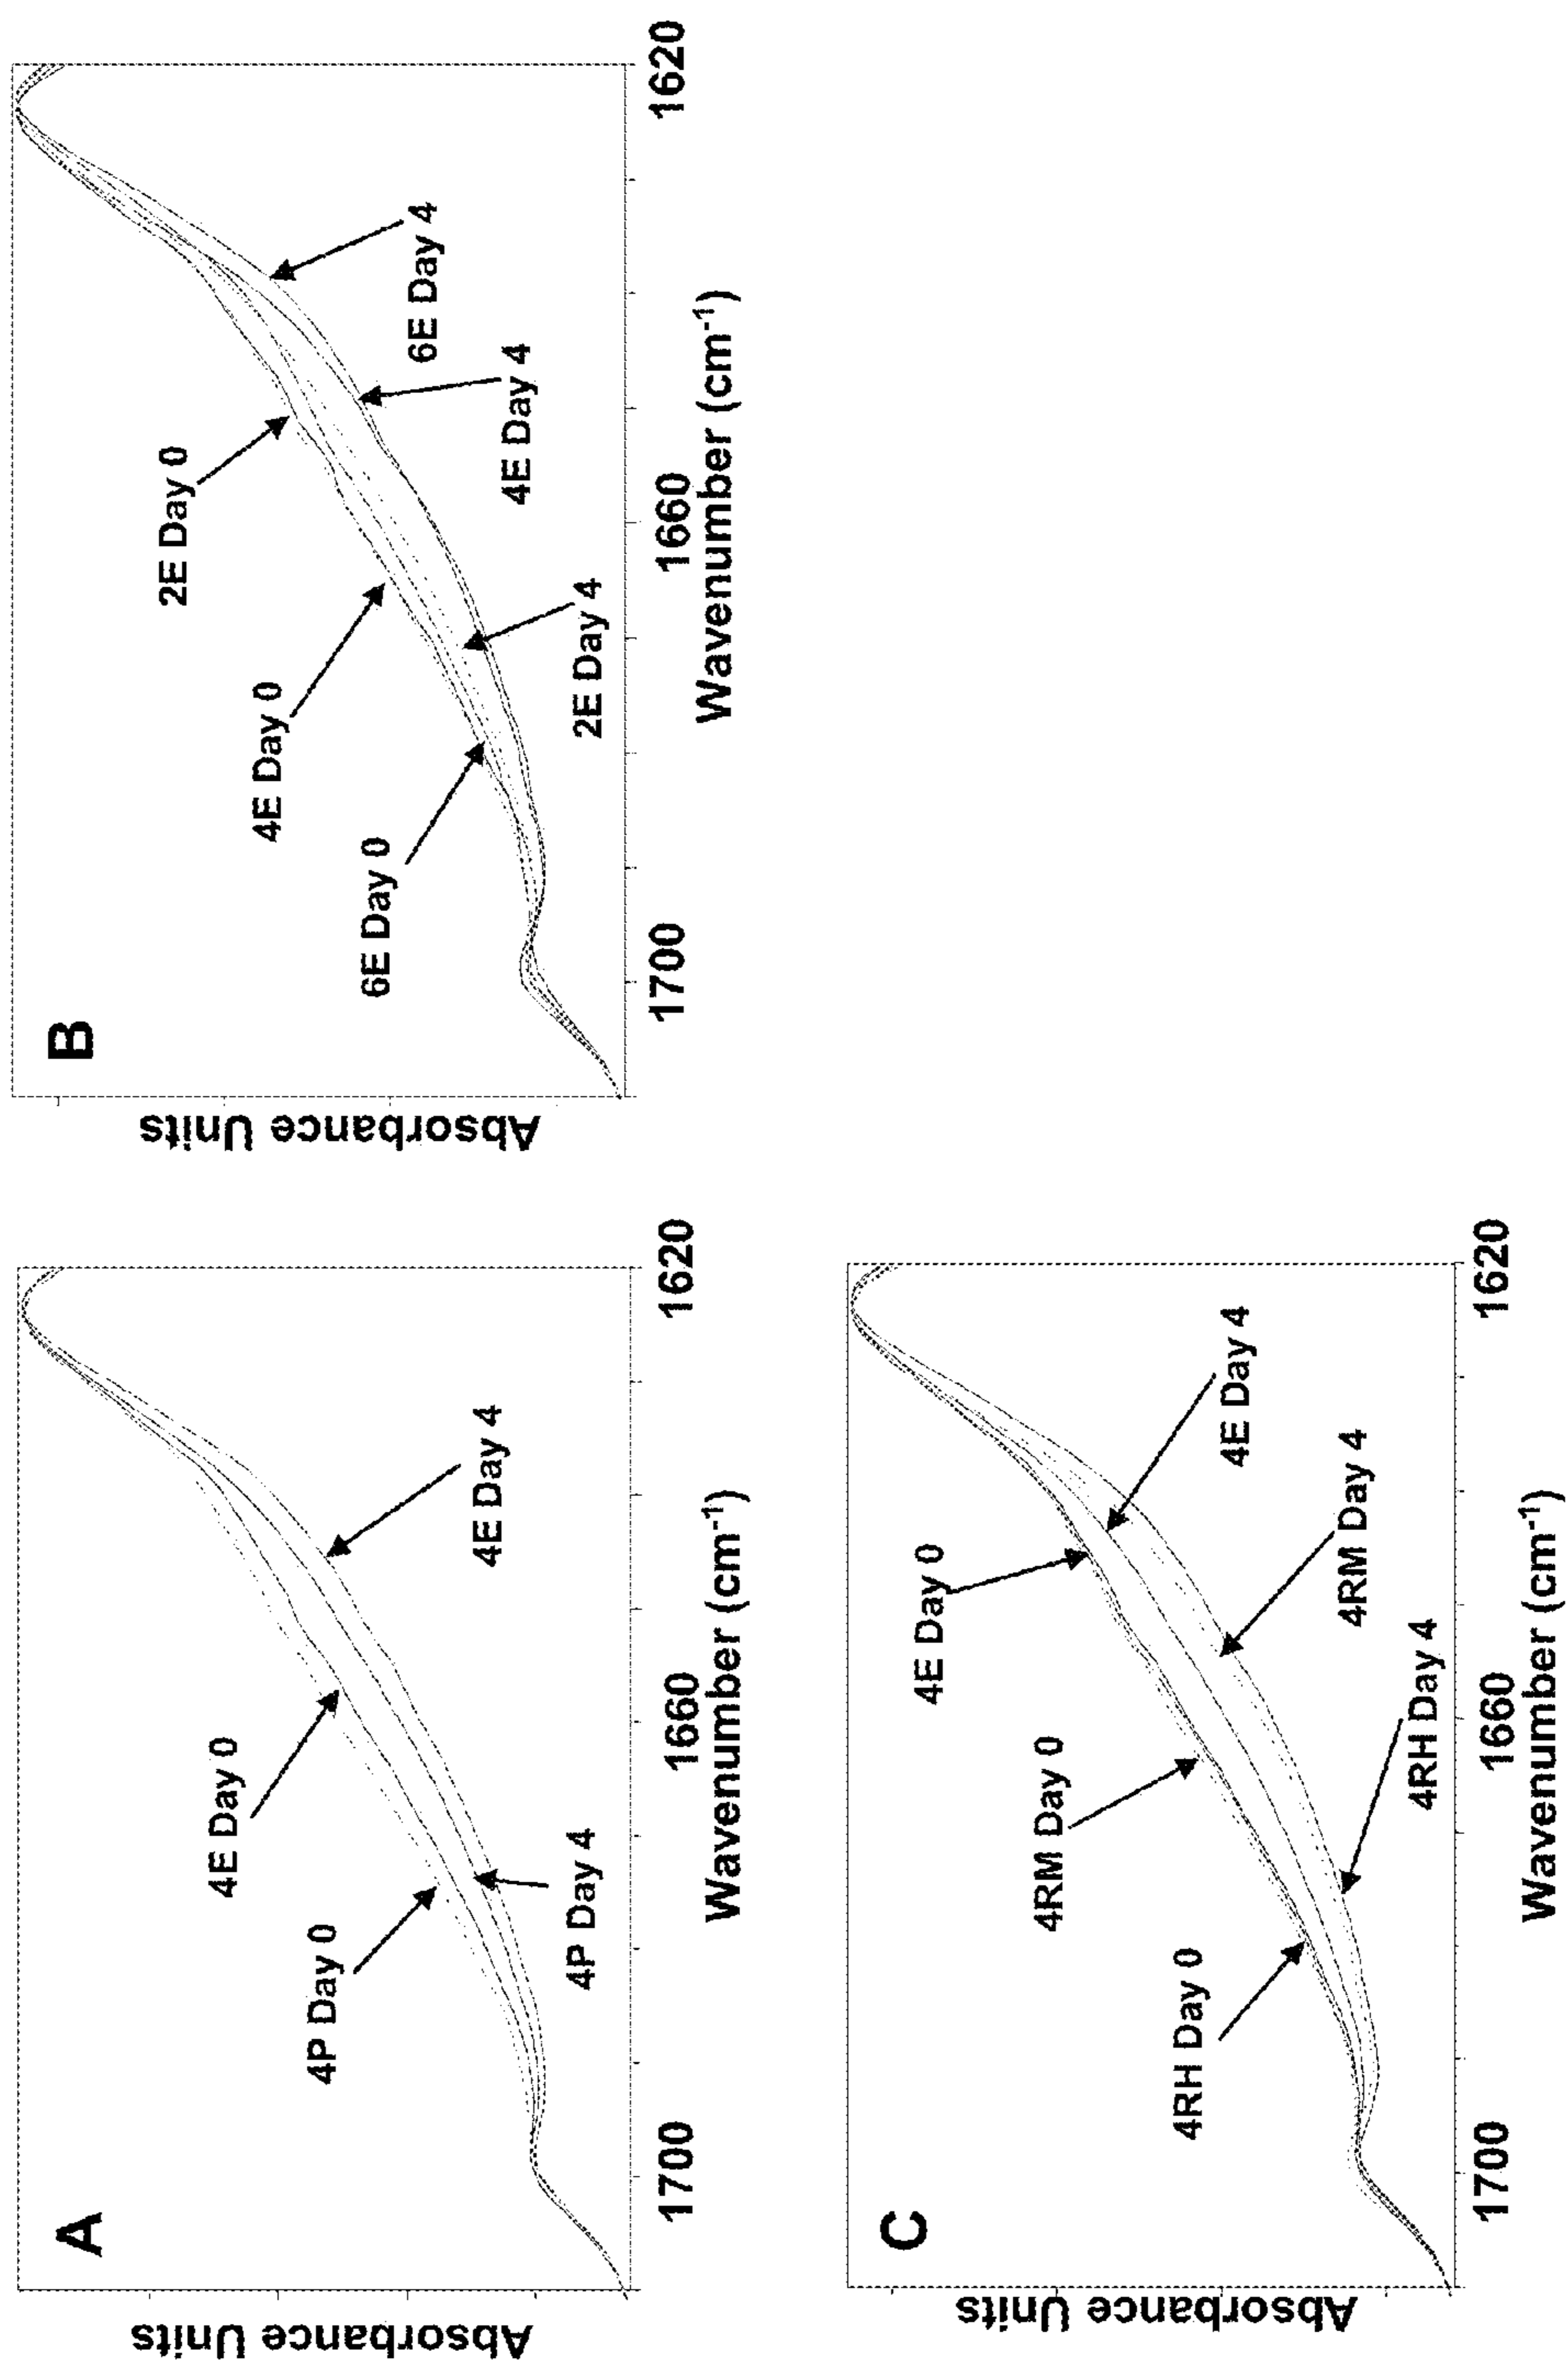 A
Absorbance Units
4P Day 0
4E Day 0
4P Day 4
4E Day 4
1700
1660
1620
Wavenumber (cm-1)
B
Absorbance Units
6E Day 0
4E Day 0
2E Day 0
2E Day 4
4E Day 4
6E Day 4
1700
1660
1620
Wavenumber (cm-1)
C
Absorbance Units
4RH Day 0
4RM Day 0
4E Day 0
4RH Day 4
4RM Day 4
4E Day 4
1700
1660
1620
Wavenumber (cm-1)